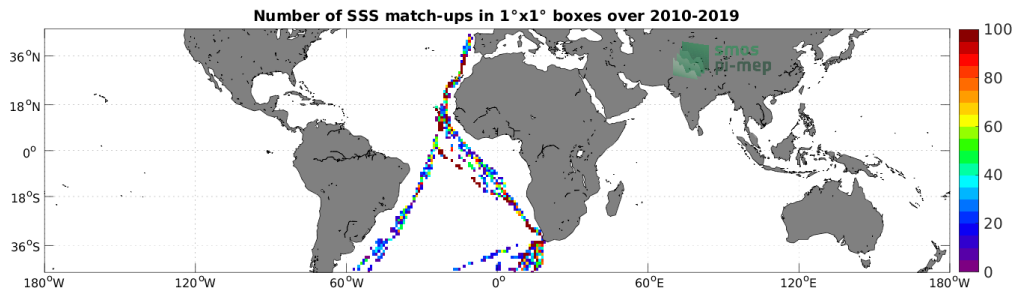 Number of SSS match-ups in 1°x1° boxes over 2010-2019
smos
pi-mep
36°N
18°N
0°
18°S
36°S
180°W
120°W
60°W
0°
60°E
120°E
180°W
100
80
60
40
20
0